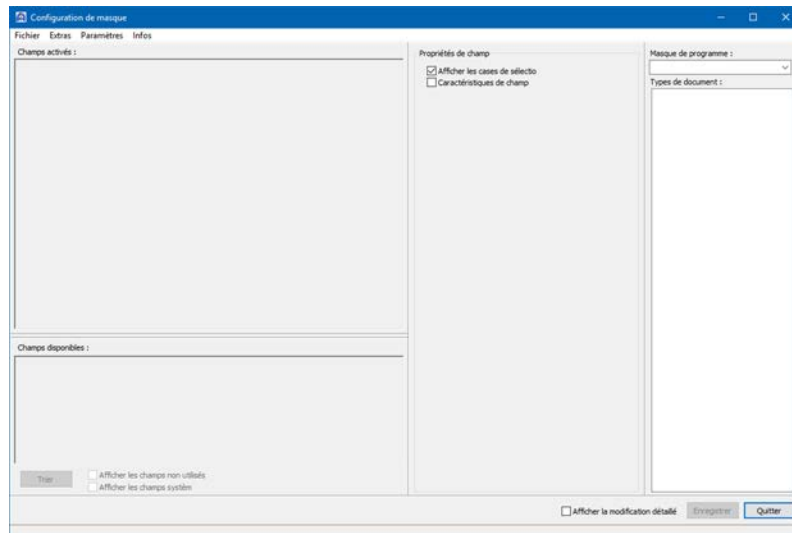 Configuration de masque
Fichier Extras Paramètres Infos
Champs activés :
Propriétés de champ
Afficher les cases de sélectio
Caractéristiques de champ
Masque de programme :
Types de document :
Champs disponibles :
Trier
Afficher les champs non utilisés
Afficher les champs systèm
Afficher la modification détaillé
Enregistrer
Quitter